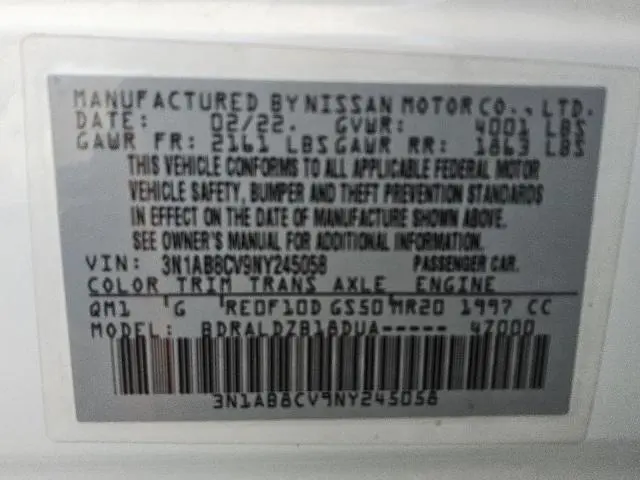 MANUFACTURED BY NISSAN MOTOR CO., LTD.
DATE: 02/22. GVWR: 4001 LBS
GAWR FR: 2161 LBS GAWR RR: 1863 LBS
THIS VEHICLE CONFORMS TO ALL APPLICABLE FEDERAL MOTOR
VEHICLE SAFETY, BUMPER AND THEFT PREVENTION STANDARDS
IN EFFECT ON THE DATE OF MANUFACTURE SHOWN ABOVE.
SEE OWNER'S MANUAL FOR ADDITIONAL INFORMATION.
VIN: 3N1AB8CV9NY245058 PASSENGER CAR.
COLOR TRIM TRANS AXLE ENGINE
QM1 G RE0F10D GS50 MR20 1997 CC
MODEL: BDRALDZB18DUA----- 4Z000
3N1AB8CV9NY245058